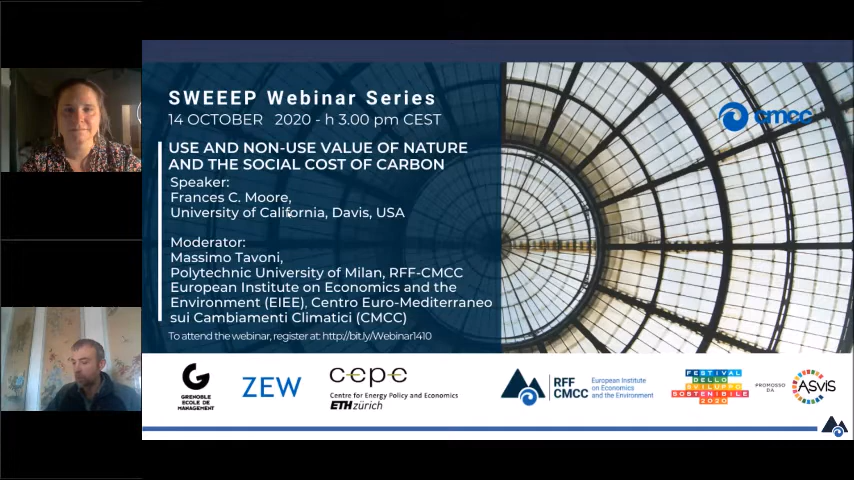 SWEEEP Webinar Series
14 OCTOBER 2020 - h 3.00 pm CEST
USE AND NON-USE VALUE OF NATURE
AND THE SOCIAL COST OF CARBON
Speaker:
Frances C. Moore,
University of California, Davis, USA
Moderator:
Massimo Tavoni,
Polytechnic University of Milan, RFF-CMCC
European Institute on Economics and the
Environment (EIEE), Centro Euro-Mediterraneo
sui Cambiamenti Climatici (CMCC)
To attend the webinar, register at: http://bit.ly/Webinar1410
cmcc
GRENOBLE
ECOLE DE
MANAGEMENT
ZEW
cepe
Centre for Energy Policy and Economics
ETH zürich
RFF
CMCC
European Institute
on Economics
and the Environment
FESTIVAL
DELLO
SVILUPPO
SOSTENIBILE
2020
PROMOSSO
DA
ASVIS